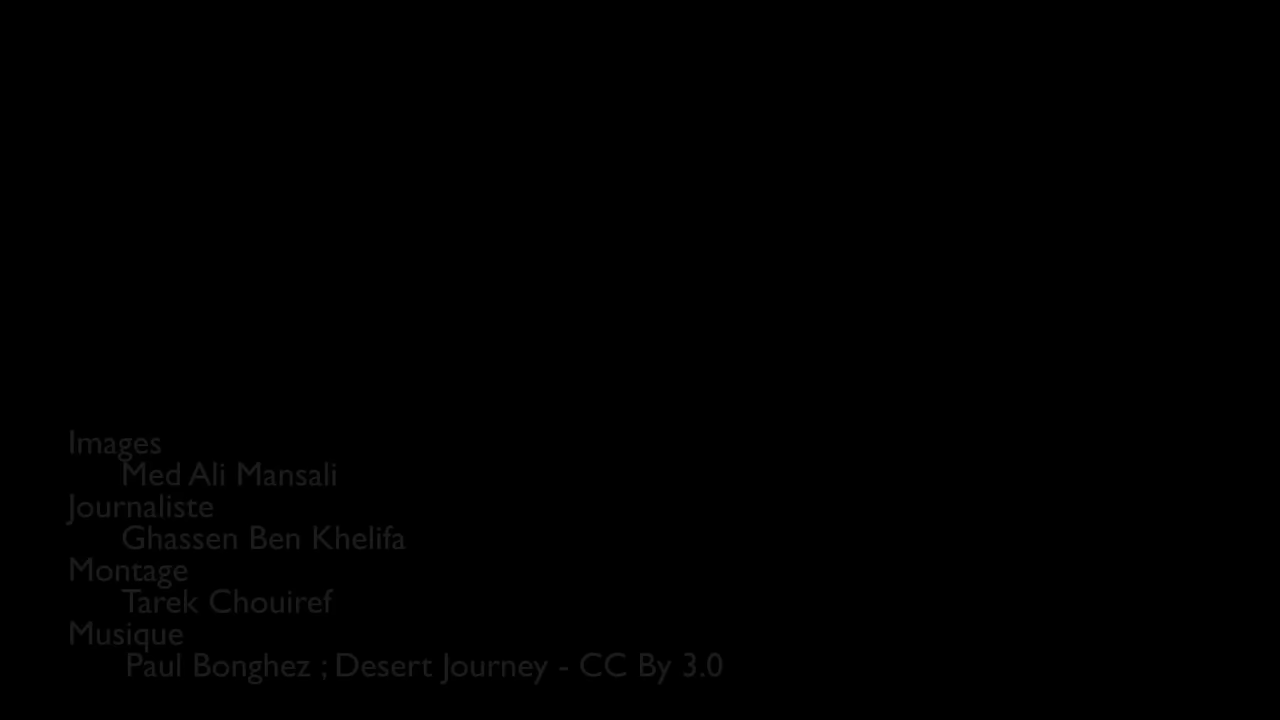 Images
Med Ali Mansali
Journaliste
Ghassen Ben Khelifa
Montage
Tarek Chouiref
Musique
Paul Bonghez ; Desert Journey - CC By 3.0